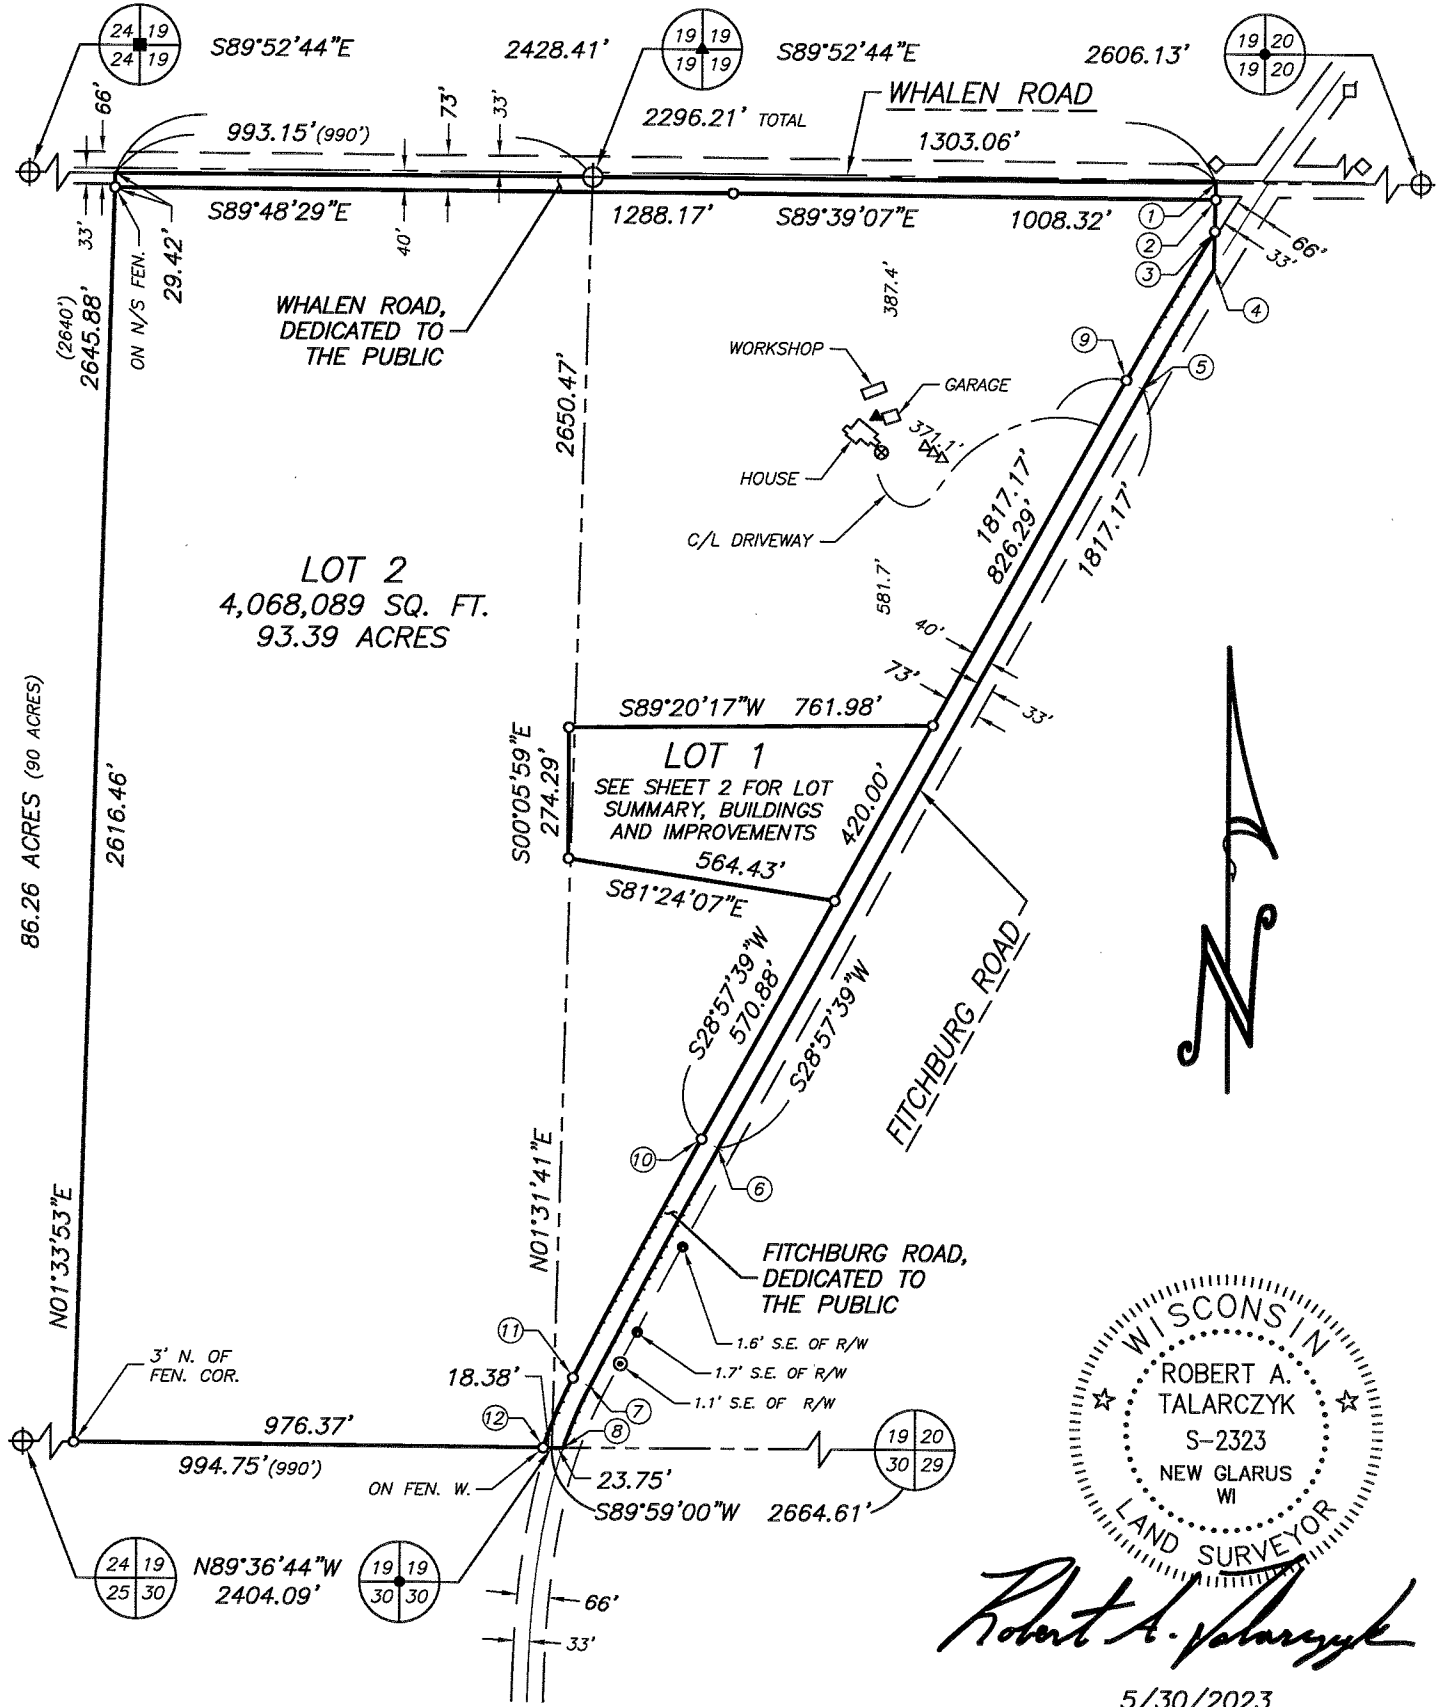 24 19
24 19
S89°52'44"E
2428.41'
19 19
19 19
S89°52'44"E
2606.13'
19 20
19 20
66'
73'
33'
WHALEN ROAD
993.15' (990')
2296.21' TOTAL
1303.06'
S89°48'29"E
1288.17'
S89°39'07"E
1008.32'
1
2
3
4
66'
33'
33'
40'
ON N/S FEN.
29.42'
(2640')
2645.88'
WHALEN ROAD,
DEDICATED TO
THE PUBLIC
2650.47'
387.4'
WORKSHOP
GARAGE
371.1'
HOUSE
C/L DRIVEWAY
9
5
1817.17'
826.29'
1817.17'
LOT 2
4,068,089 SQ. FT.
93.39 ACRES
581.7'
40'
73'
33'
86.26 ACRES (90 ACRES)
2616.46'
S89°20'17"W 761.98'
S00°05'59"E
274.29'
LOT 1
SEE SHEET 2 FOR LOT
SUMMARY, BUILDINGS
AND IMPROVEMENTS
420.00'
564.43'
S81°24'07"E
S28°57'39"W
570.88'
S28°57'39"W
FITCHBURG ROAD
N
10
6
N01°33'53"E
N01°31'41"E
FITCHBURG ROAD,
DEDICATED TO
THE PUBLIC
1.6' S.E. OF R/W
1.7' S.E. OF R/W
1.1' S.E. OF R/W
3' N. OF
FEN. COR.
11
18.38'
12
7
8
976.37'
994.75' (990')
ON FEN. W.
23.75'
S89°59'00"W 2664.61'
19 20
30 29
24 19
25 30
N89°36'44"W
2404.09'
19 19
30 30
66'
33'
WISCONSIN
ROBERT A.
TALARCZYK
S-2323
NEW GLARUS
WI
LAND SURVEYOR
Robert A. Talarczyk
5/30/2023